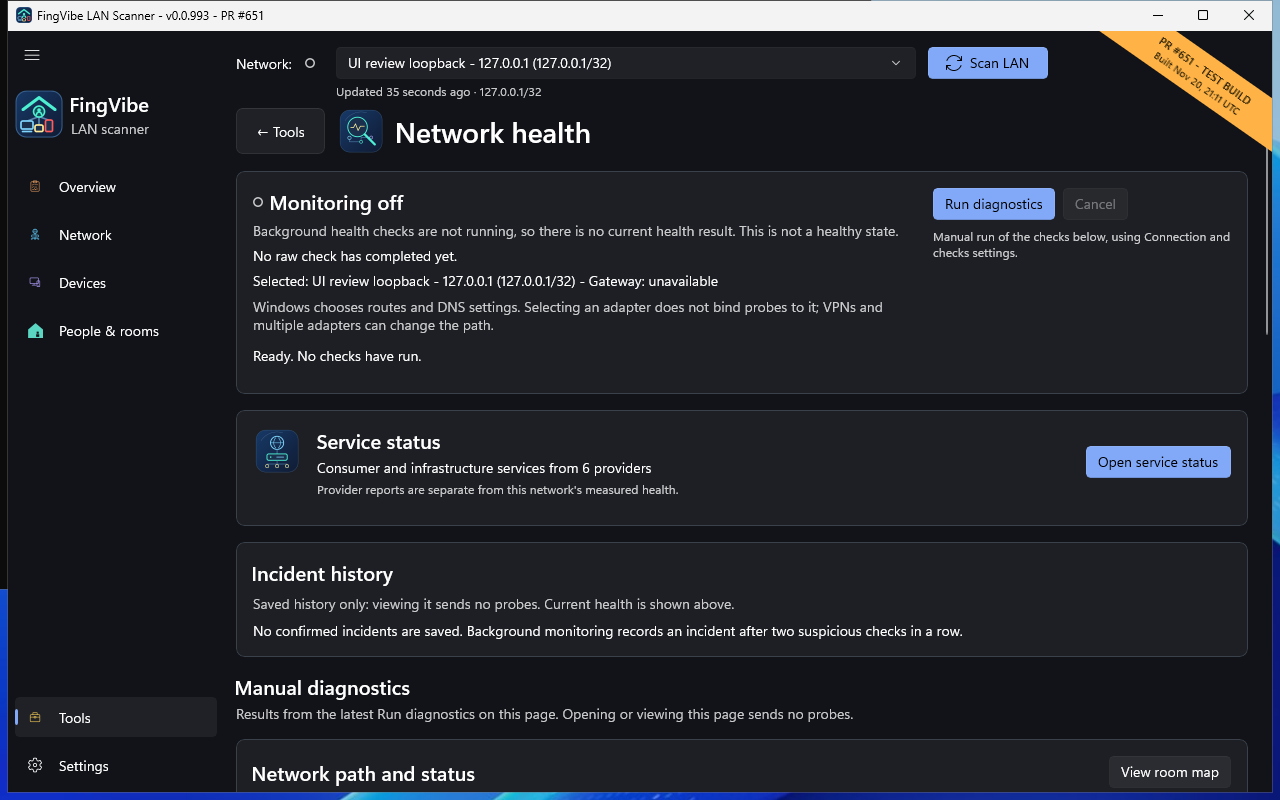 FingVibe LAN Scanner - v0.0.993 - PR #651
Network:
UI review loopback - 127.0.0.1 (127.0.0.1/32)
Scan LAN
Updated 35 seconds ago · 127.0.0.1/32
PR #651 - TEST BUILD
Built Nov 20, 21:11 UTC
FingVibe
LAN scanner
Overview
Network
Devices
People & rooms
Tools
Settings
← Tools
Network health
Monitoring off
Background health checks are not running, so there is no current health result. This is not a healthy state.
No raw check has completed yet.
Selected: UI review loopback - 127.0.0.1 (127.0.0.1/32) - Gateway: unavailable
Windows chooses routes and DNS settings. Selecting an adapter does not bind probes to it; VPNs and
multiple adapters can change the path.
Ready. No checks have run.
Run diagnostics
Cancel
Manual run of the checks below, using Connection and
checks settings.
Service status
Consumer and infrastructure services from 6 providers
Provider reports are separate from this network's measured health.
Open service status
Incident history
Saved history only: viewing it sends no probes. Current health is shown above.
No confirmed incidents are saved. Background monitoring records an incident after two suspicious checks in a row.
Manual diagnostics
Results from the latest Run diagnostics on this page. Opening or viewing this page sends no probes.
Network path and status
View room map